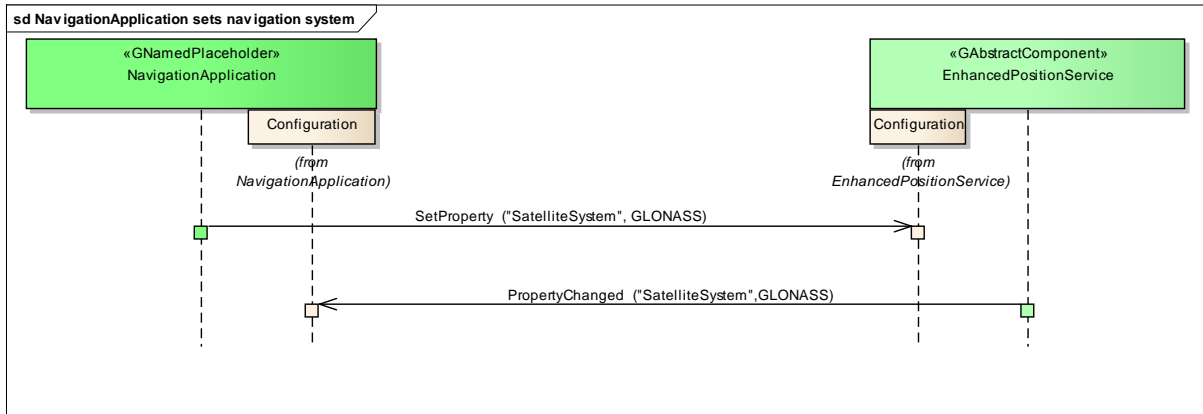 sd NavigationApplication sets navigation system
«GNamedPlaceholder»
NavigationApplication
«GAbstractComponent»
EnhancedPositionService
Configuration
(from
NavigationApplication)
Configuration
(from
EnhancedPositionService)
SetProperty ("SatelliteSystem", GLONASS)
PropertyChanged ("SatelliteSystem",GLONASS)